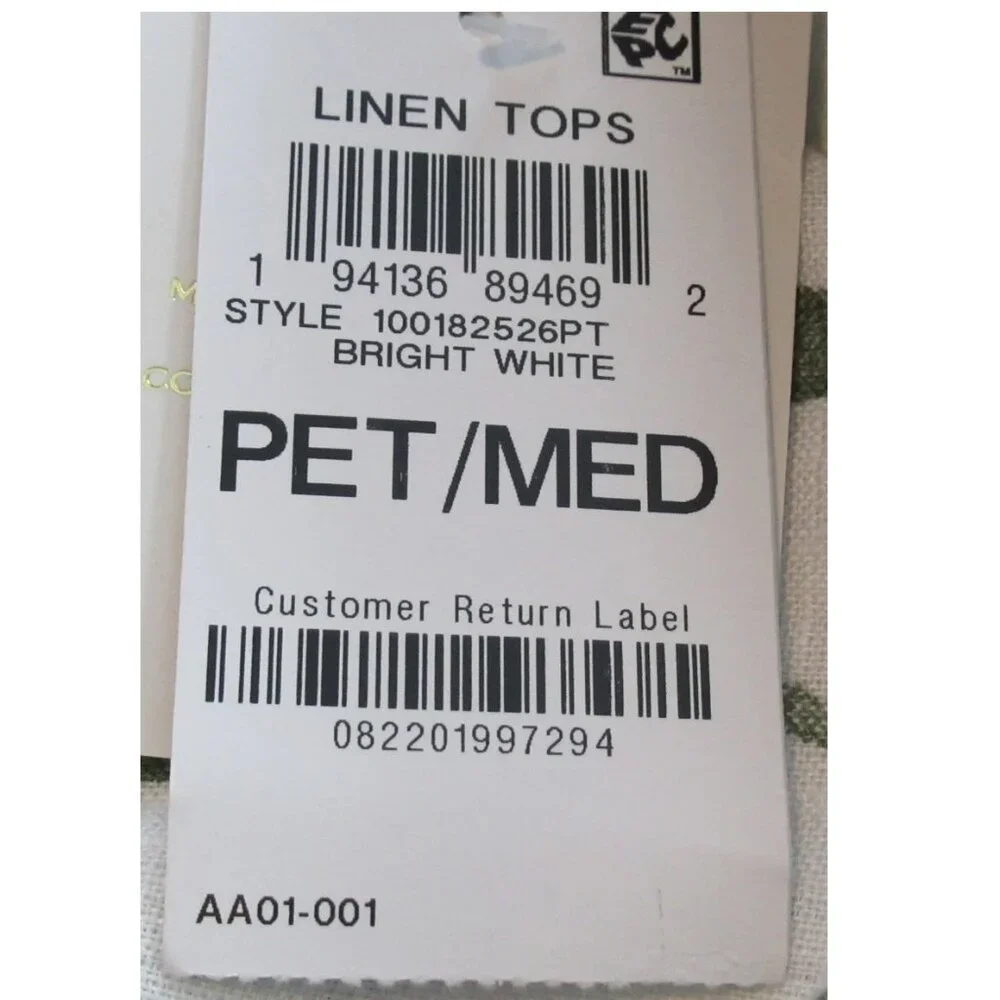 EPC
TM
LINEN TOPS
1 94136 89469 2
STYLE 100182526PT
BRIGHT WHITE
PET/MED
Customer Return Label
082201997294
AA01-001